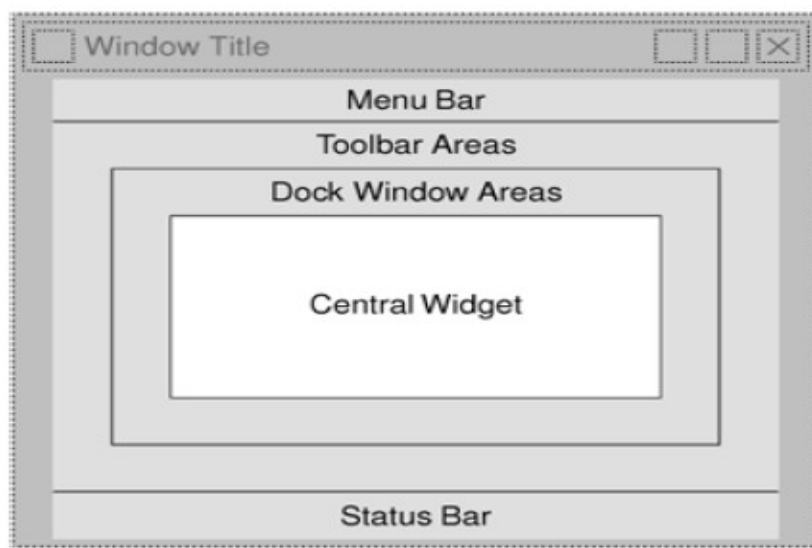 Window Title
Menu Bar
Toolbar Areas
Dock Window Areas
Central Widget
Status Bar